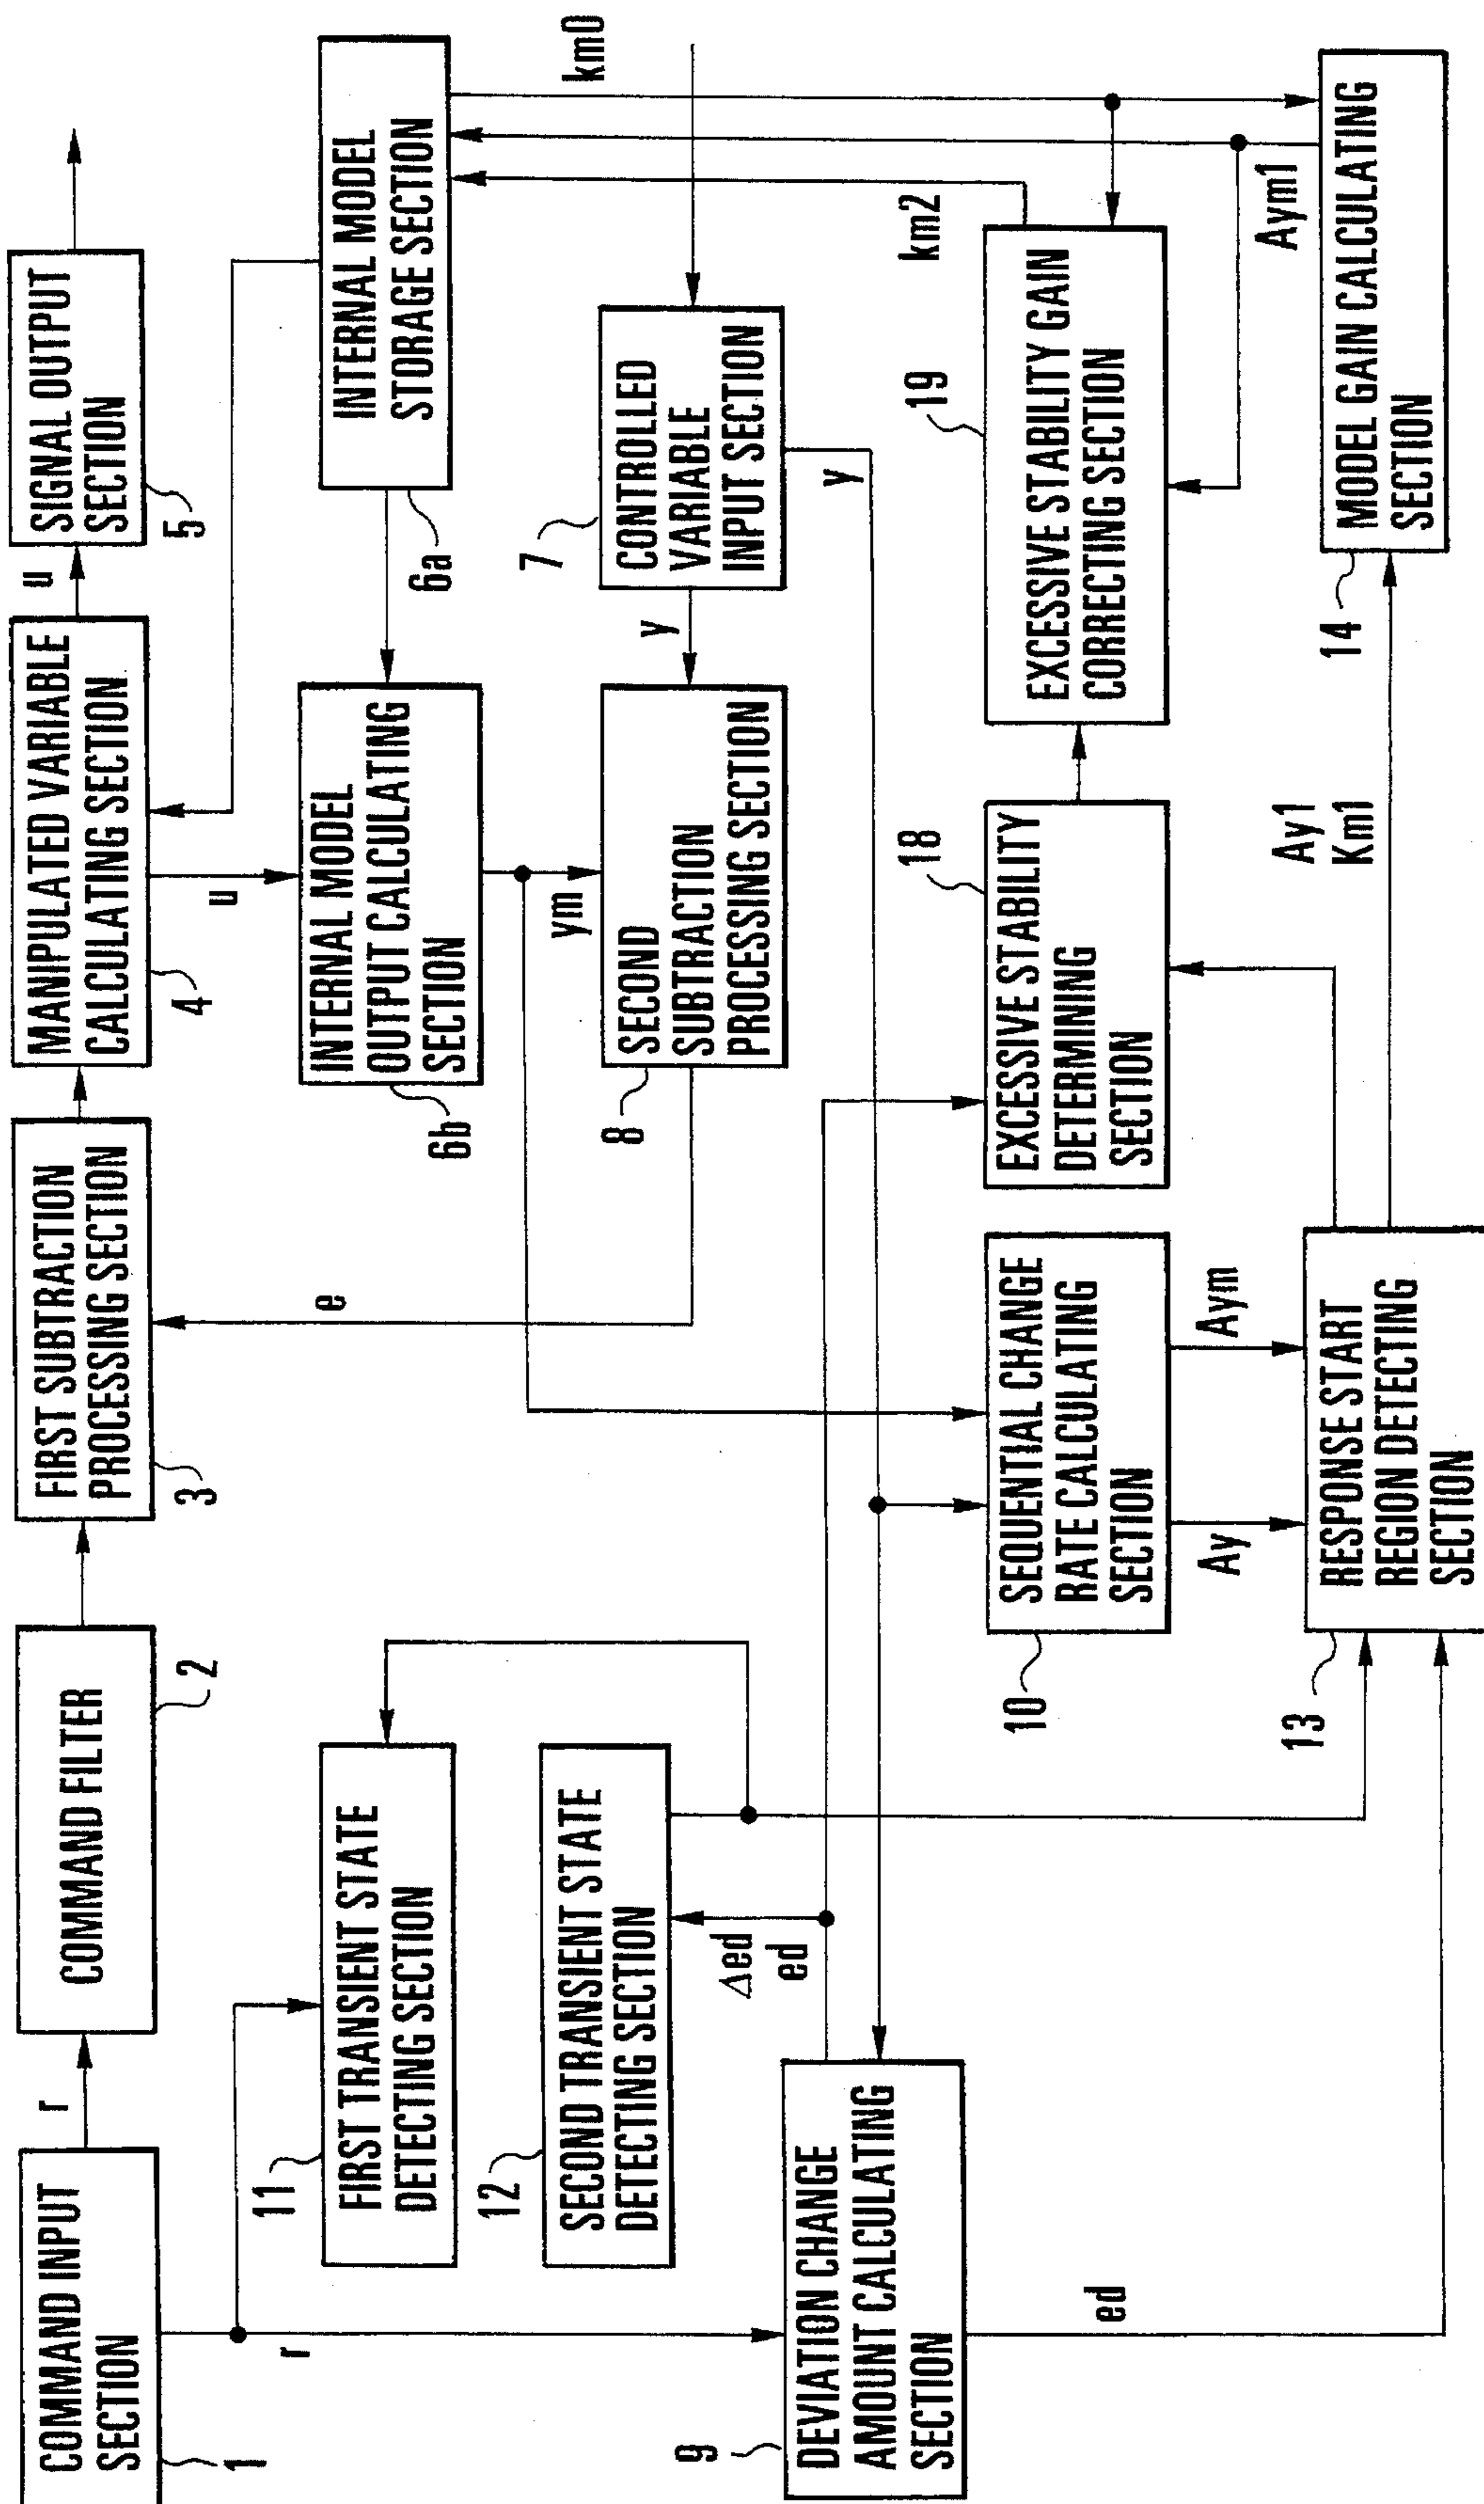 COMMAND INPUT
SECTION
1
r
r
COMMAND FILTER
2
FIRST SUBTRACTION
PROCESSING SECTION
3
e
MANIPULATED VARIABLE
CALCULATING SECTION
4
u
u
SIGNAL OUTPUT
SECTION
5
11
FIRST TRANSIENT STATE
DETECTING SECTION
INTERNAL MODEL
OUTPUT CALCULATING
SECTION
6b
ym
INTERNAL MODEL
STORAGE SECTION
6a
km0
12
SECOND TRANSIENT STATE
DETECTING SECTION
Δed
ed
SECOND
SUBTRACTION
PROCESSING SECTION
8
y
7
CONTROLLED
VARIABLE
INPUT SECTION
y
9
DEVIATION CHANGE
AMOUNT CALCULATING
SECTION
ed
SEQUENTIAL CHANGE
RATE CALCULATING
SECTION
10
Ay
Aym
18
EXCESSIVE STABILITY
DETERMINING
SECTION
19
EXCESSIVE STABILITY GAIN
CORRECTING SECTION
km2
Aym1
13
RESPONSE START
REGION DETECTING
SECTION
Ay1
Km1
14
MODEL GAIN CALCULATING
SECTION